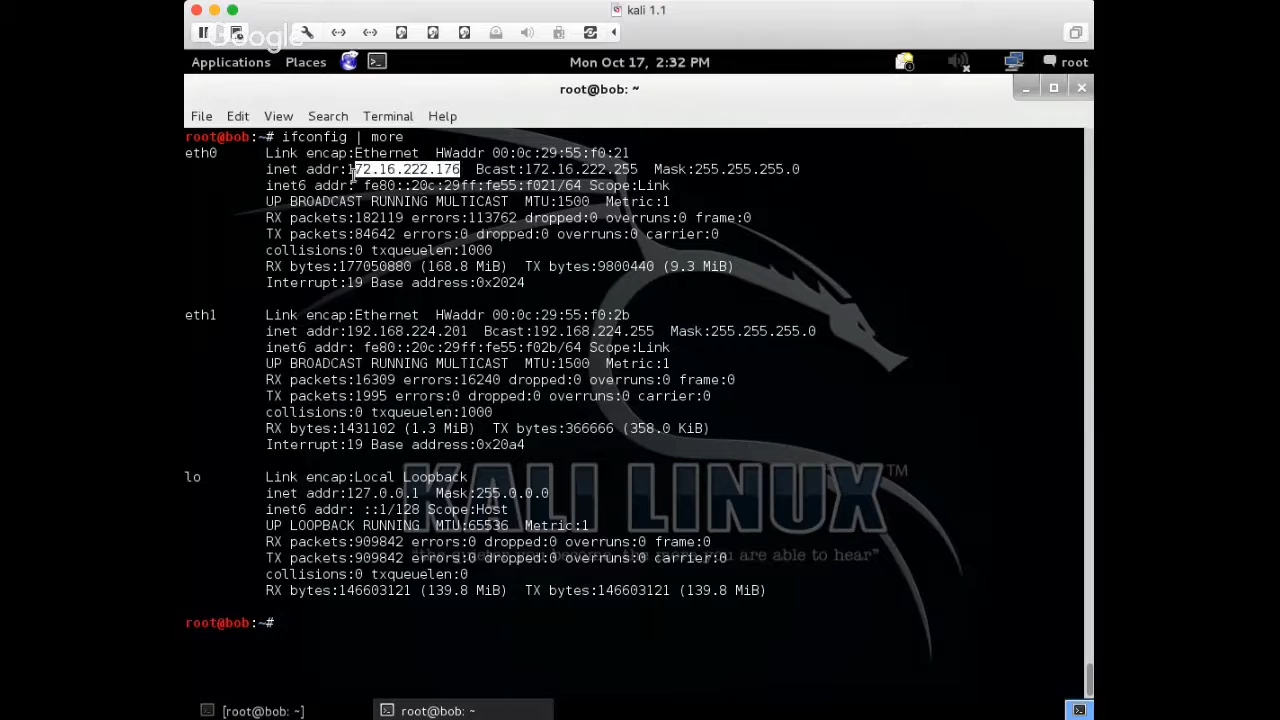 kali 1.1
Google
Applications Places Mon Oct 17, 2:32 PM root
root@bob: ~
File Edit View Search Terminal Help
root@bob:~# ifconfig | more
eth0 Link encap:Ethernet HWaddr 00:0c:29:55:f0:21
inet addr:172.16.222.176 Bcast:172.16.222.255 Mask:255.255.255.0
inet6 addr: fe80::20c:29ff:fe55:f021/64 Scope:Link
UP BROADCAST RUNNING MULTICAST MTU:1500 Metric:1
RX packets:182119 errors:113762 dropped:0 overruns:0 frame:0
TX packets:84642 errors:0 dropped:0 overruns:0 carrier:0
collisions:0 txqueuelen:1000
RX bytes:177050880 (168.8 MiB) TX bytes:9800440 (9.3 MiB)
Interrupt:19 Base address:0x2024
eth1 Link encap:Ethernet HWaddr 00:0c:29:55:f0:2b
inet addr:192.168.224.201 Bcast:192.168.224.255 Mask:255.255.255.0
inet6 addr: fe80::20c:29ff:fe55:f02b/64 Scope:Link
UP BROADCAST RUNNING MULTICAST MTU:1500 Metric:1
RX packets:16309 errors:16240 dropped:0 overruns:0 frame:0
TX packets:1995 errors:0 dropped:0 overruns:0 carrier:0
collisions:0 txqueuelen:1000
RX bytes:1431102 (1.3 MiB) TX bytes:366666 (358.0 KiB)
Interrupt:19 Base address:0x20a4
lo Link encap:Local Loopback
inet addr:127.0.0.1 Mask:255.0.0.0
inet6 addr: ::1/128 Scope:Host
UP LOOPBACK RUNNING MTU:65536 Metric:1
RX packets:909842 errors:0 dropped:0 overruns:0 frame:0
TX packets:909842 errors:0 dropped:0 overruns:0 carrier:0
collisions:0 txqueuelen:0
RX bytes:146603121 (139.8 MiB) TX bytes:146603121 (139.8 MiB)
root@bob:~#
KALI LINUX™
the more you are able to hear”
[root@bob: ~] root@bob: ~